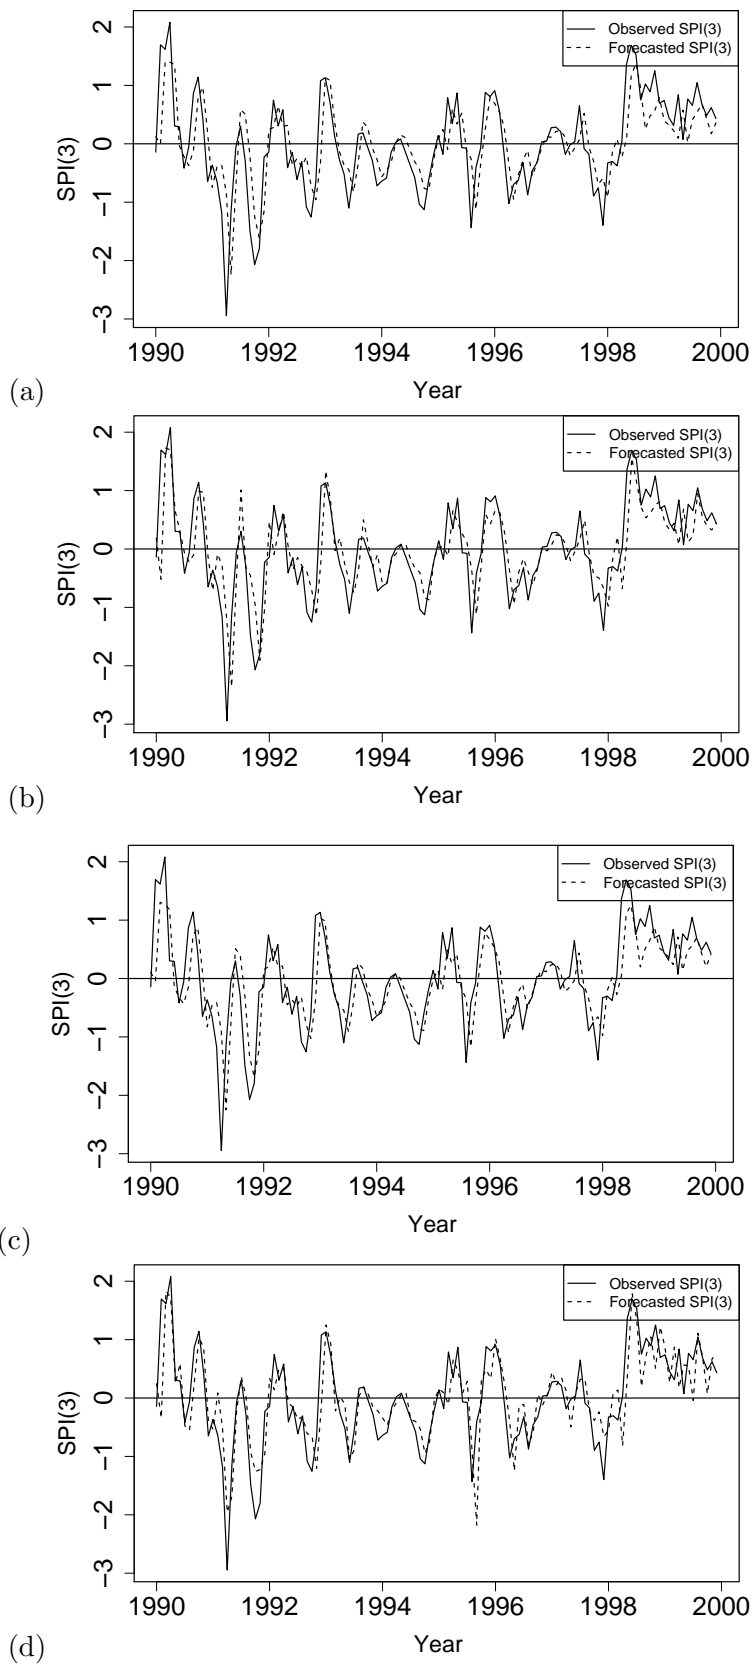 2
1
0
−1
−2
−3
SPI(3)
Observed SPI(3)
Forecasted SPI(3)
1990 1992 1994 1996 1998 2000
Year
(a)
2
1
0
−1
−2
−3
SPI(3)
Observed SPI(3)
Forecasted SPI(3)
1990 1992 1994 1996 1998 2000
Year
(b)
2
1
0
−1
−2
−3
SPI(3)
Observed SPI(3)
Forecasted SPI(3)
1990 1992 1994 1996 1998 2000
Year
(c)
2
1
0
−1
−2
−3
SPI(3)
Observed SPI(3)
Forecasted SPI(3)
1990 1992 1994 1996 1998 2000
Year
(d)